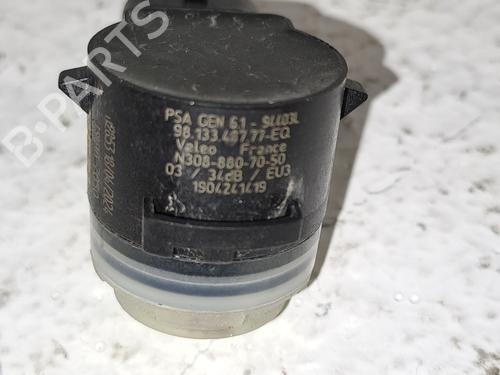 PSA GEN 6.1 - 94403L
98.133.487.77-EQ
Valeo France
N308-880-70-50
03 / 34dB / EU3
1904241419
B-Parts